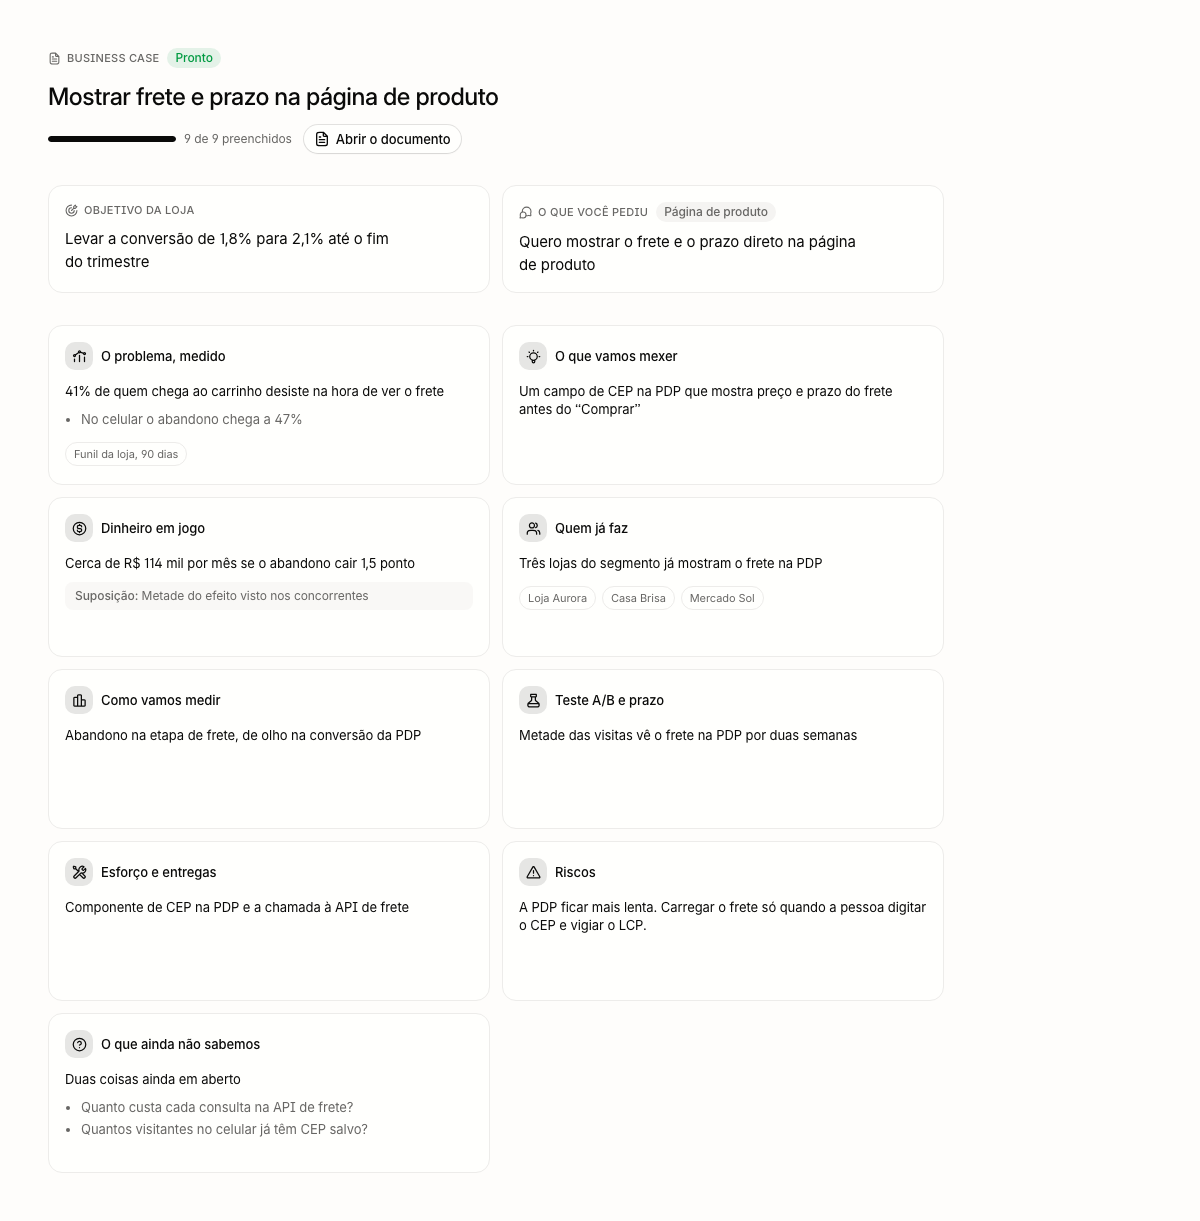 BUSINESS CASE Pronto
Mostrar frete e prazo na página de produto
9 de 9 preenchidos Abrir o documento
OBJETIVO DA LOJA
Levar a conversão de 1,8% para 2,1% até o fim
do trimestre
O QUE VOCÊ PEDIU Página de produto
Quero mostrar o frete e o prazo direto na página
de produto
O problema, medido
41% de quem chega ao carrinho desiste na hora de ver o frete
• No celular o abandono chega a 47%
Funil da loja, 90 dias
O que vamos mexer
Um campo de CEP na PDP que mostra preço e prazo do frete
antes do “Comprar”
Dinheiro em jogo
Cerca de R$ 114 mil por mês se o abandono cair 1,5 ponto
Suposição: Metade do efeito visto nos concorrentes
Quem já faz
Três lojas do segmento já mostram o frete na PDP
Loja Aurora Casa Brisa Mercado Sol
Como vamos medir
Abandono na etapa de frete, de olho na conversão da PDP
Teste A/B e prazo
Metade das visitas vê o frete na PDP por duas semanas
Esforço e entregas
Componente de CEP na PDP e a chamada à API de frete
Riscos
A PDP ficar mais lenta. Carregar o frete só quando a pessoa digitar
o CEP e vigiar o LCP.
O que ainda não sabemos
Duas coisas ainda em aberto
• Quanto custa cada consulta na API de frete?
• Quantos visitantes no celular já têm CEP salvo?